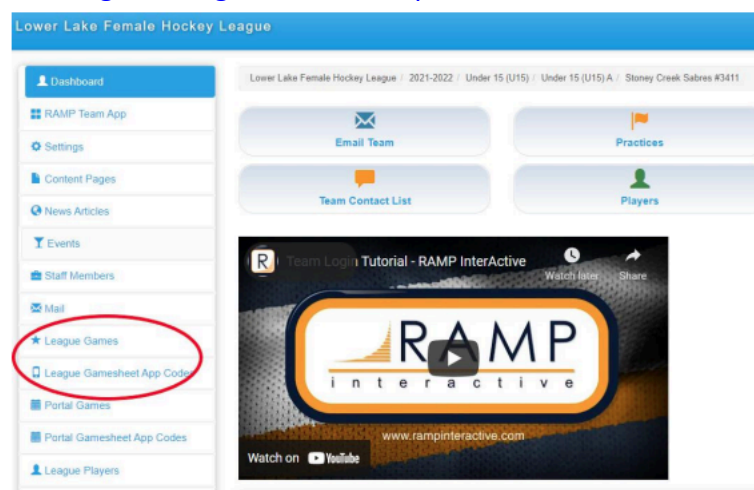 Lower Lake Female Hockey League
Dashboard
RAMP Team App
Settings
Content Pages
News Articles
Events
Staff Members
Mail
League Games
League Gamesheet App Codes
Portal Games
Portal Gamesheet App Codes
League Players
Lower Lake Female Hockey League / 2021-2022 / Under 15 (U15) / Under 15 (U15) A / Stoney Creek Sabres #3411
Email Team
Practices
Team Contact List
Players
R Team Login Tutorial - RAMP InterActive
Watch later
Share
RAMP
interactive
www.rampinteractive.com
Watch on YouTube